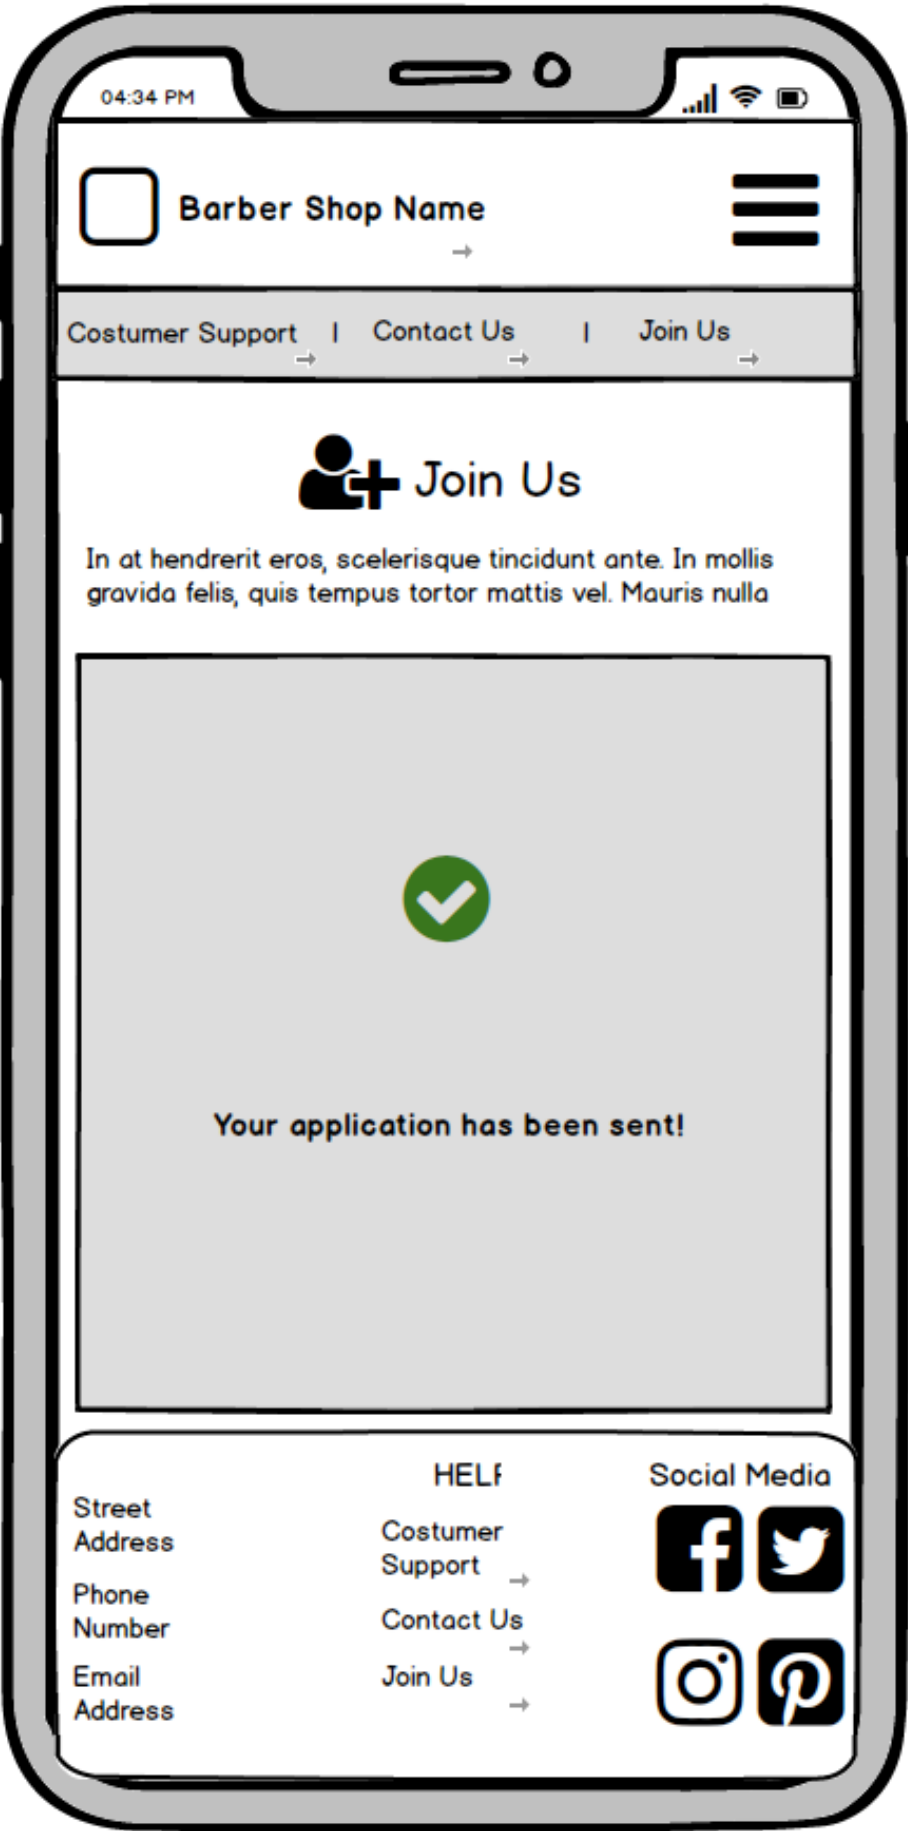 04:34 PM
Barber Shop Name
Costumer Support | Contact Us | Join Us
Join Us
In at hendrerit eros, scelerisque tincidunt ante. In mollis
gravida felis, quis tempus tortor mattis vel. Mauris nulla
Your application has been sent!
Street
Address
Phone
Number
Email
Address
HELP
Costumer
Support
Contact Us
Join Us
Social Media